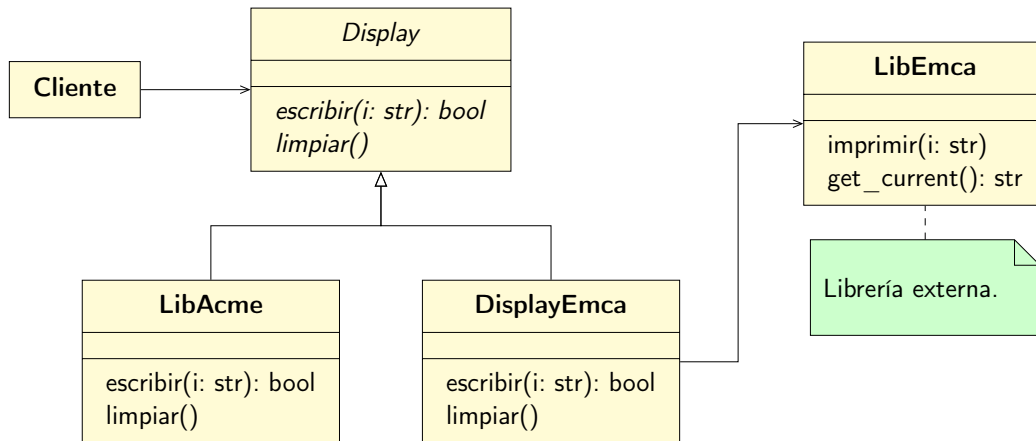 Display
escribir(i: str): bool
limpiar()
Cliente
LibEmca
imprimir(i: str)
get_current(): str
Librería externa.
LibAcme
escribir(i: str): bool
limpiar()
DisplayEmca
escribir(i: str): bool
limpiar()